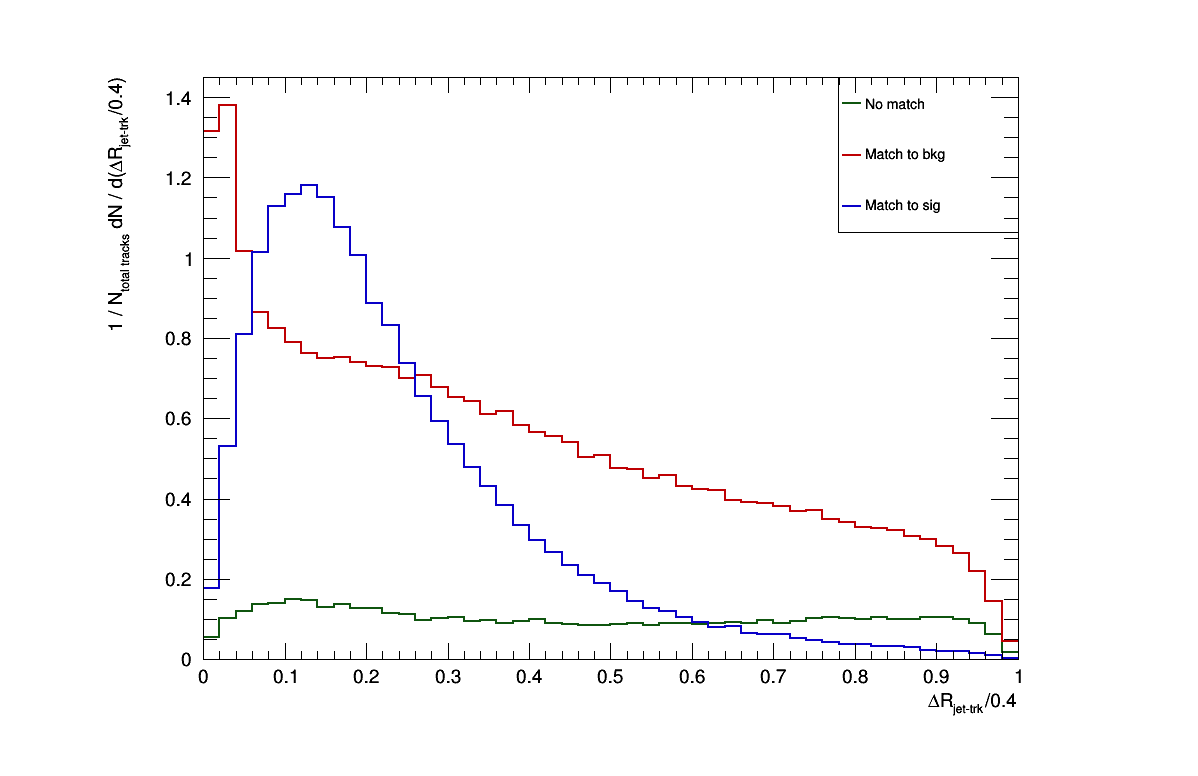 1 / N_total tracks dN / d(ΔR_jet-trk/0.4)
1.4
1.2
1
0.8
0.6
0.4
0.2
0
No match
Match to bkg
Match to sig
0 0.1 0.2 0.3 0.4 0.5 0.6 0.7 0.8 0.9 1
ΔR_jet-trk/0.4